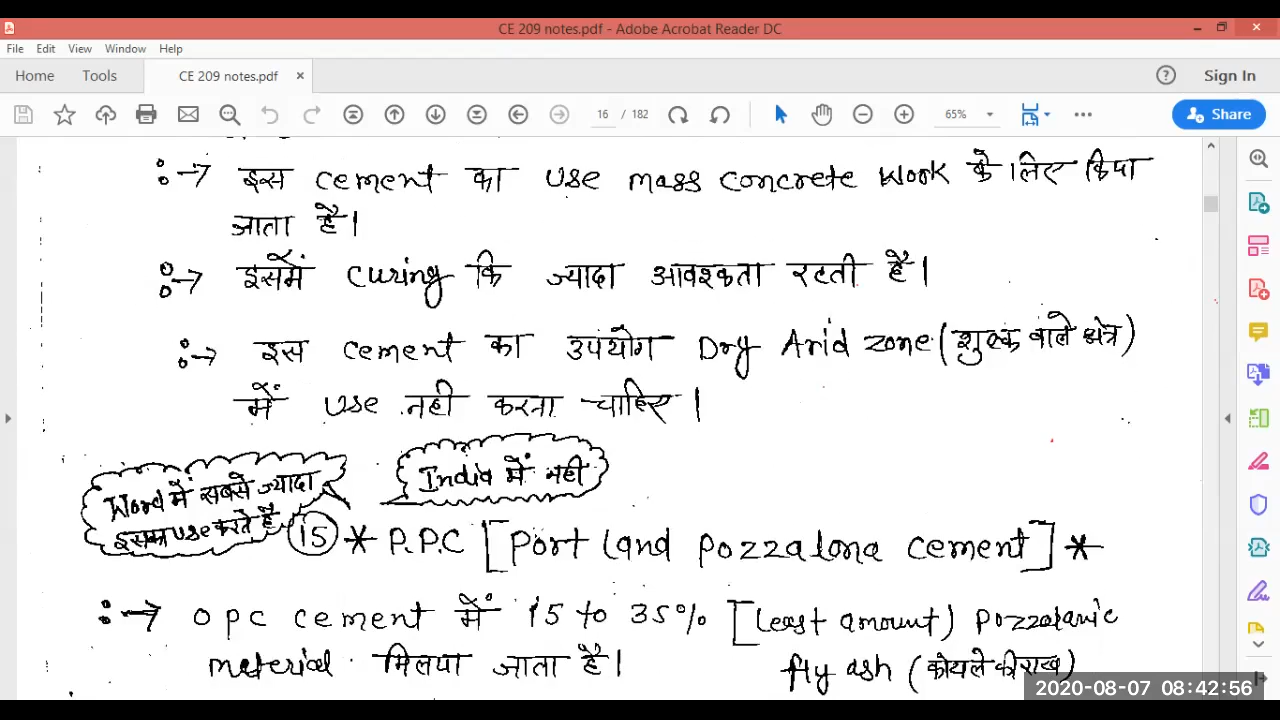 CE 209 notes.pdf - Adobe Acrobat Reader DC
File Edit View Window Help
Home Tools CE 209 notes.pdf × Sign In
16 / 182 65% Share
इस cement का use mass concrete work के लिए किया
जाता है।
इसमें curing कि ज्यादा आवश्कता रहती है।
इस cement का उपयोग Dry Arid zone (शुल्क वाले क्षेत्र)
में use नही करना चाहिए।
India में नही
Word में सबसे ज्यादा
इसका use करते है
15 * P.P.C [Port land pozzalona cement] *
OPC cement में 15 to 35% [least amount) pozzalanic
material मिलपा जाता है। fly ash (कोयले की राख)
2020-08-07 08:42:56